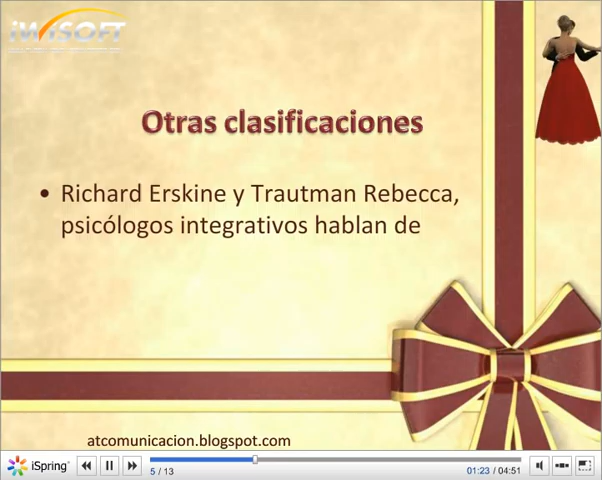 iWISOFT
Otras clasificaciones
• Richard Erskine y Trautman Rebecca,
psicólogos integrativos hablan de
atcomunicacion.blogspot.com
iSpring
5 / 13
01:23 / 04:51